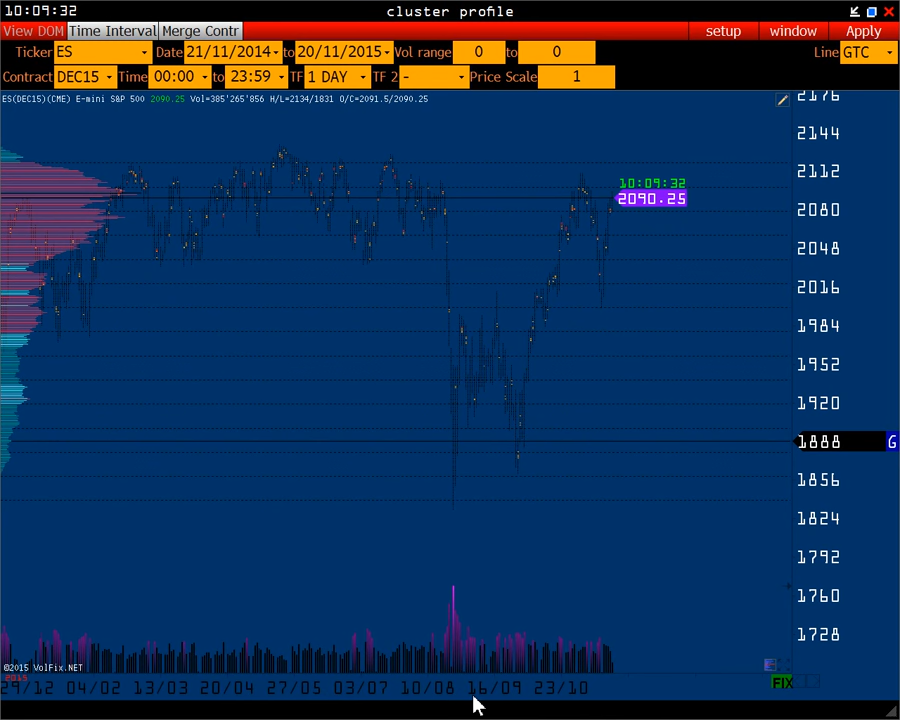 10:09:32 cluster profile
View DOM Time Interval Merge Contr setup window Apply
Ticker ES Date 21/11/2014 to 20/11/2015 Vol range 0 to 0 Line GTC
Contract DEC15 Time 00:00 to 23:59 TF 1 DAY TF 2 - Price Scale 1
ES(DEC15)(CME) E-mini S&P 500 2090.25 Vol=385'265'856 H/L=2134/1831 O/C=2091.5/2090.25
2176
2144
2112
10:09:32
2090.25
2080
2048
2016
1984
1952
1920
1888 G
1856
1824
1792
1760
1728
©2015 VolFix.NET
2015
29/12 04/02 13/03 20/04 27/05 03/07 10/08 16/09 23/10
FIX